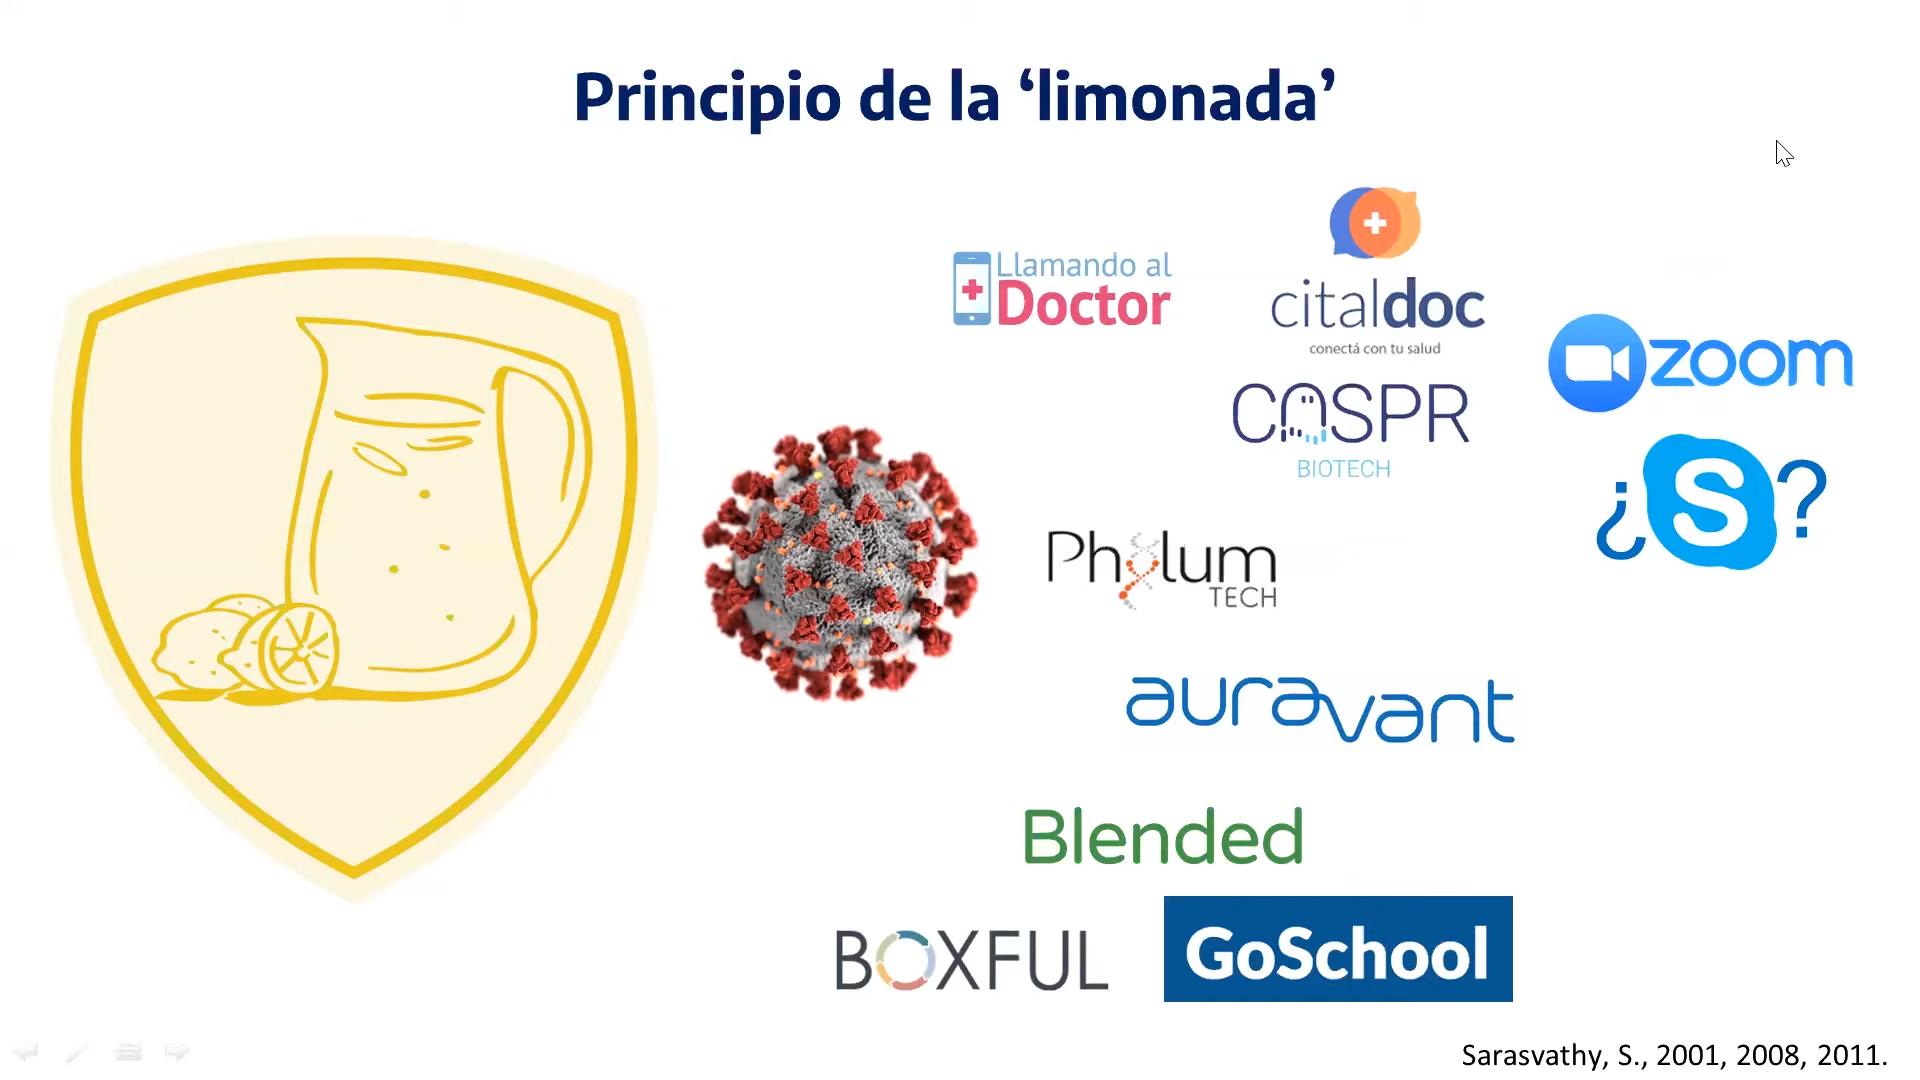 Principio de la ‘limonada’
Llamando al
Doctor
citaldoc
conectá con tu salud
zoom
CASPR
BIOTECH
¿S?
Phylum
TECH
auravant
Blended
BOXFUL
GoSchool
Sarasvathy, S., 2001, 2008, 2011.